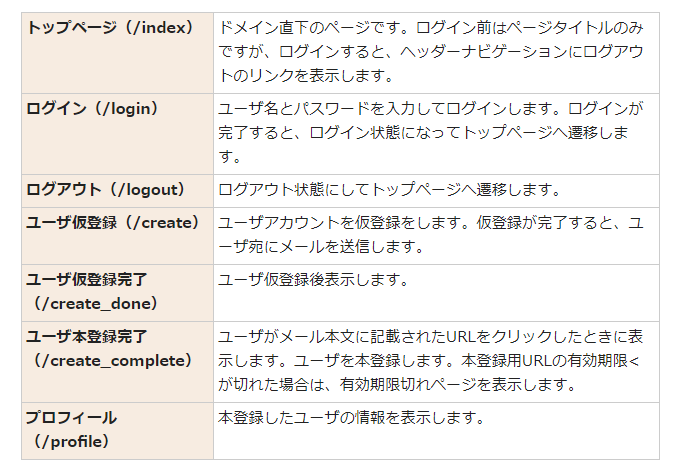 トップページ（/index）
ドメイン直下のページです。ログイン前はページタイトルのみ
ですが、ログインすると、ヘッダーナビゲーションにログアウ
トのリンクを表示します。
ログイン（/login）
ユーザ名とパスワードを入力してログインします。ログインが
完了すると、ログイン状態になってトップページへ遷移しま
す。
ログアウト（/logout）
ログアウト状態にしてトップページへ遷移します。
ユーザ仮登録（/create）
ユーザアカウントを仮登録をします。仮登録が完了すると、ユ
ーザ宛にメールを送信します。
ユーザ仮登録完了
（/create_done）
ユーザ仮登録後表示します。
ユーザ本登録完了
（/create_complete）
ユーザがメール本文に記載されたURLをクリックしたときに表
示します。ユーザを本登録します。本登録用URLの有効期限<
が切れた場合は、有効期限切れページを表示します。
プロフィール
（/profile）
本登録したユーザの情報を表示します。